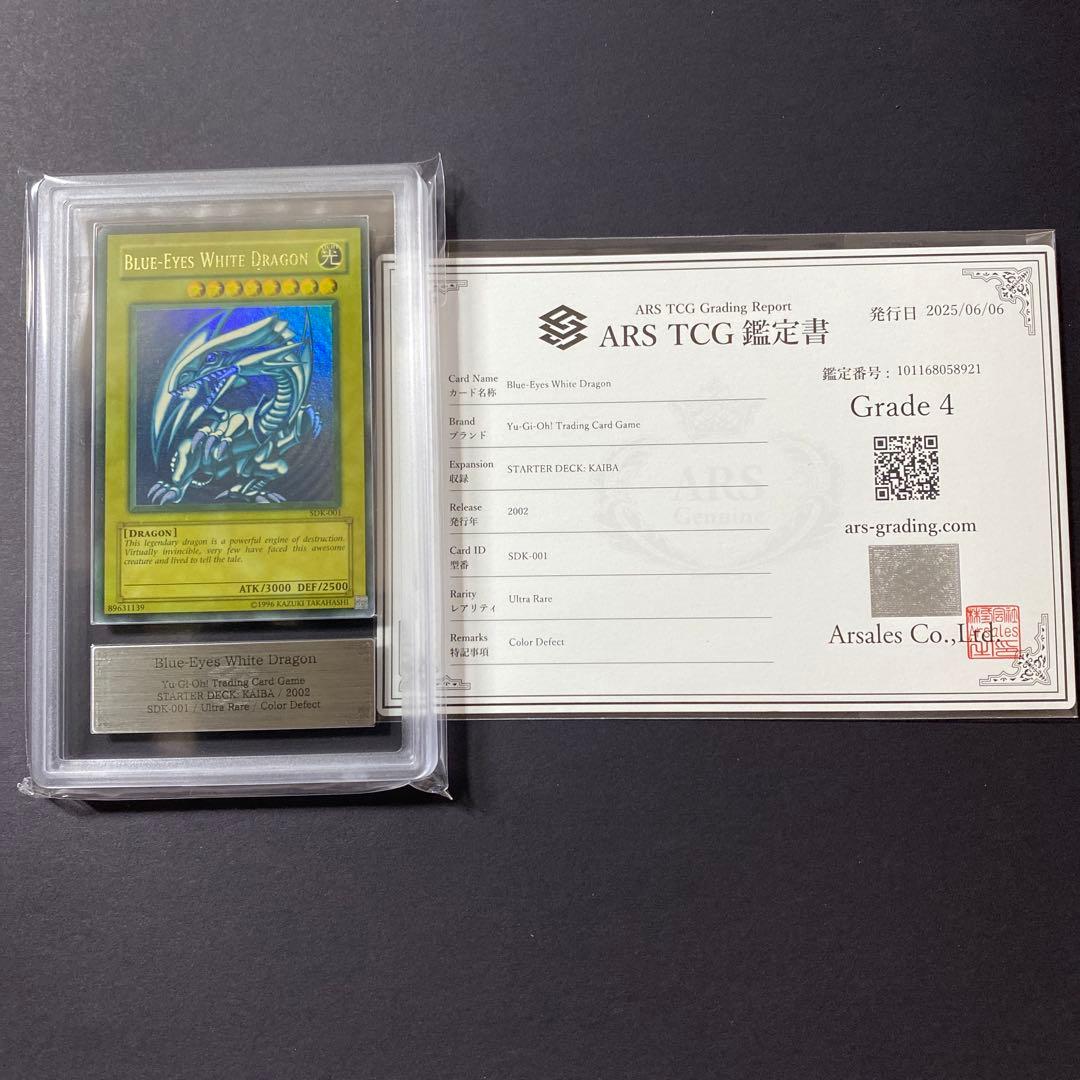 BLUE-EYES WHITE DRAGON
光
SDK-001
[DRAGON]
This legendary dragon is a powerful engine of destruction.
Virtually invincible, very few have faced this awesome
creature and lived to tell the tale.
ATK/3000 DEF/2500
89631139
©1996 KAZUKI TAKAHASHI
Blue-Eyes White Dragon
Yu-Gi-Oh! Trading Card Game
STARTER DECK: KAIBA / 2002
SDK-001 / Ultra Rare / Color Defect
ARS TCG Grading Report
ARS TCG 鑑定書
発行日 2025/06/06
鑑定番号: 101168058921
Grade 4
Card Name
カード名称
Blue-Eyes White Dragon
Brand
ブランド
Yu-Gi-Oh! Trading Card Game
Expansion
収録
STARTER DECK: KAIBA
Release
発行年
2002
Card ID
型番
SDK-001
Rarity
レアリティ
Ultra Rare
Remarks
特記事項
Color Defect
ARS
Genuine
ars-grading.com
Arsales Co.,Ltd.
株式会社
Arsales